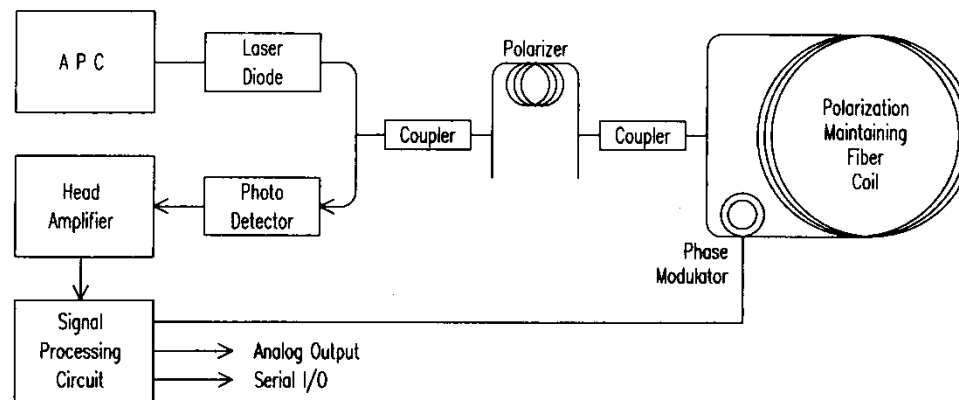 A P C
Laser
Diode
Polarizer
Coupler
Coupler
Polarization
Maintaining
Fiber
Coil
Head
Amplifier
Photo
Detector
Phase
Modulator
Signal
Processing
Circuit
Analog Output
Serial I/O